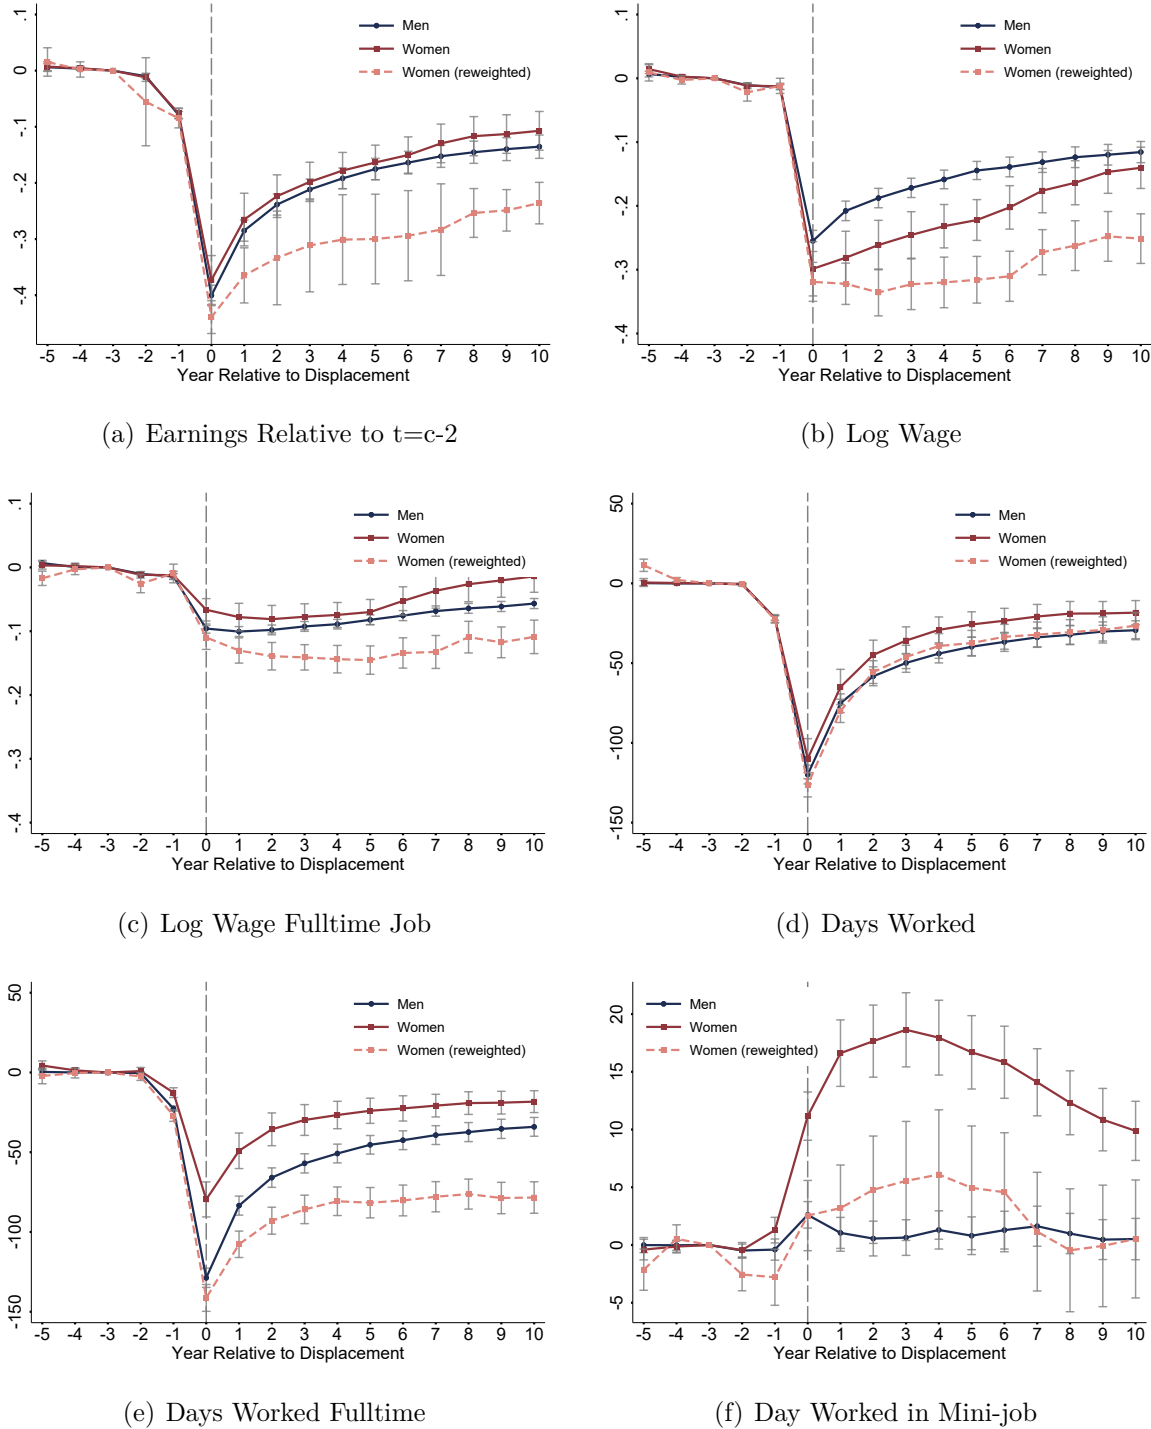 .1
0
-.1
-.2
-.3
-.4
Men
Women
Women (reweighted)
-5 -4 -3 -2 -1 0 1 2 3 4 5 6 7 8 9 10
Year Relative to Displacement
(a) Earnings Relative to t=c-2
.1
0
-.1
-.2
-.3
-.4
Men
Women
Women (reweighted)
-5 -4 -3 -2 -1 0 1 2 3 4 5 6 7 8 9 10
Year Relative to Displacement
(b) Log Wage
.1
0
-.1
-.2
-.3
-.4
Men
Women
Women (reweighted)
-5 -4 -3 -2 -1 0 1 2 3 4 5 6 7 8 9 10
Year Relative to Displacement
(c) Log Wage Fulltime Job
50
0
-50
-100
-150
Men
Women
Women (reweighted)
-5 -4 -3 -2 -1 0 1 2 3 4 5 6 7 8 9 10
Year Relative to Displacement
(d) Days Worked
50
0
-50
-100
-150
Men
Women
Women (reweighted)
-5 -4 -3 -2 -1 0 1 2 3 4 5 6 7 8 9 10
Year Relative to Displacement
(e) Days Worked Fulltime
20
15
10
5
0
-5
Men
Women
Women (reweighted)
-5 -4 -3 -2 -1 0 1 2 3 4 5 6 7 8 9 10
Year Relative to Displacement
(f) Day Worked in Mini-job